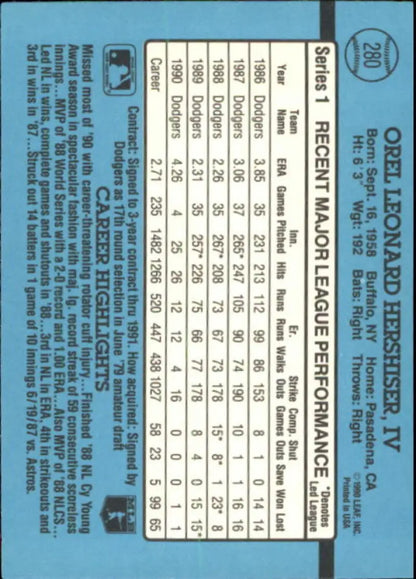 280
OREL LEONARD HERSHISER, IV
Born: Sept. 16, 1958 Buffalo, NY Home: Pasadena, CA
Ht: 6' 3" Wgt: 192 Bats: Right Throws: Right
©1990 LEAF, INC.
Printed in USA
Series 1 RECENT MAJOR LEAGUE PERFORMANCE *Denotes Led League
Team Inn. Er. Strike Comp. Shut
Year Name ERA Games Pitched Hits Runs Runs Walks Outs Games Outs Save Won Lost
1986 Dodgers 3.85 35 231 213 112 99 86 153 8 1 0 14 14
1987 Dodgers 3.06 37 265* 247 105 90 74 190 10 1 1 16 16
1988 Dodgers 2.26 35 267* 208 73 67 73 178 15* 8* 1 23* 8
1989 Dodgers 2.31 35 257* 226 75 66 77 178 8 4 0 15 15*
1990 Dodgers 4.26 4 25 26 12 12 4 16 0 0 0 1 1
Career 2.71 235 1482 1266 520 447 438 1027 58 23 5 99 65
Contract: Signed to 3-year contract thru 1991. How acquired: Signed by
Dodgers as 17th round selection in June '79 amateur draft
CAREER HIGHLIGHTS
Missed most of '90 with career-threatening rotator cuff injury...Finished '88 NL Cy Young
Award season in spectacular fashion with maj. lg. record streak of 59 consecutive scoreless
innings...MVP of '88 World Series with a 2-0 record and 1.00 ERA...Also MVP of '88 NLCS...
Led NL in wins, complete games and shutouts in '88...3rd in NL in ERA, 4th in strikeouts and
3rd in wins in '87...Struck out 14 batters in 1 game of 10 innings 6/19/87 vs. Astros.